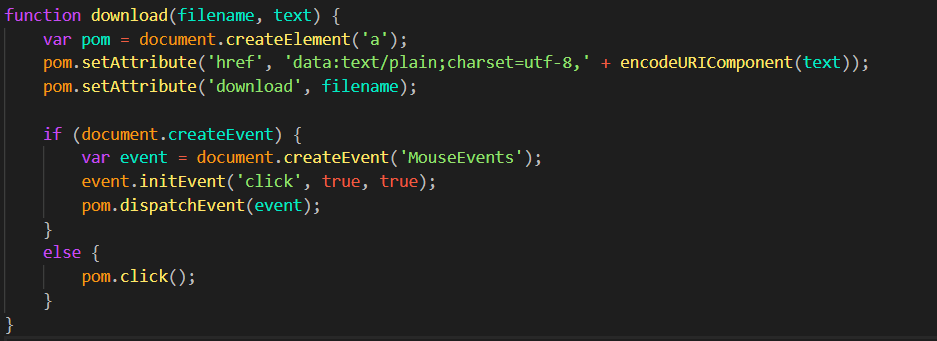 function download(filename, text) {
    var pom = document.createElement('a');
    pom.setAttribute('href', 'data:text/plain;charset=utf-8,' + encodeURIComponent(text));
    pom.setAttribute('download', filename);

    if (document.createEvent) {
        var event = document.createEvent('MouseEvents');
        event.initEvent('click', true, true);
        pom.dispatchEvent(event);
    }
    else {
        pom.click();
    }
}